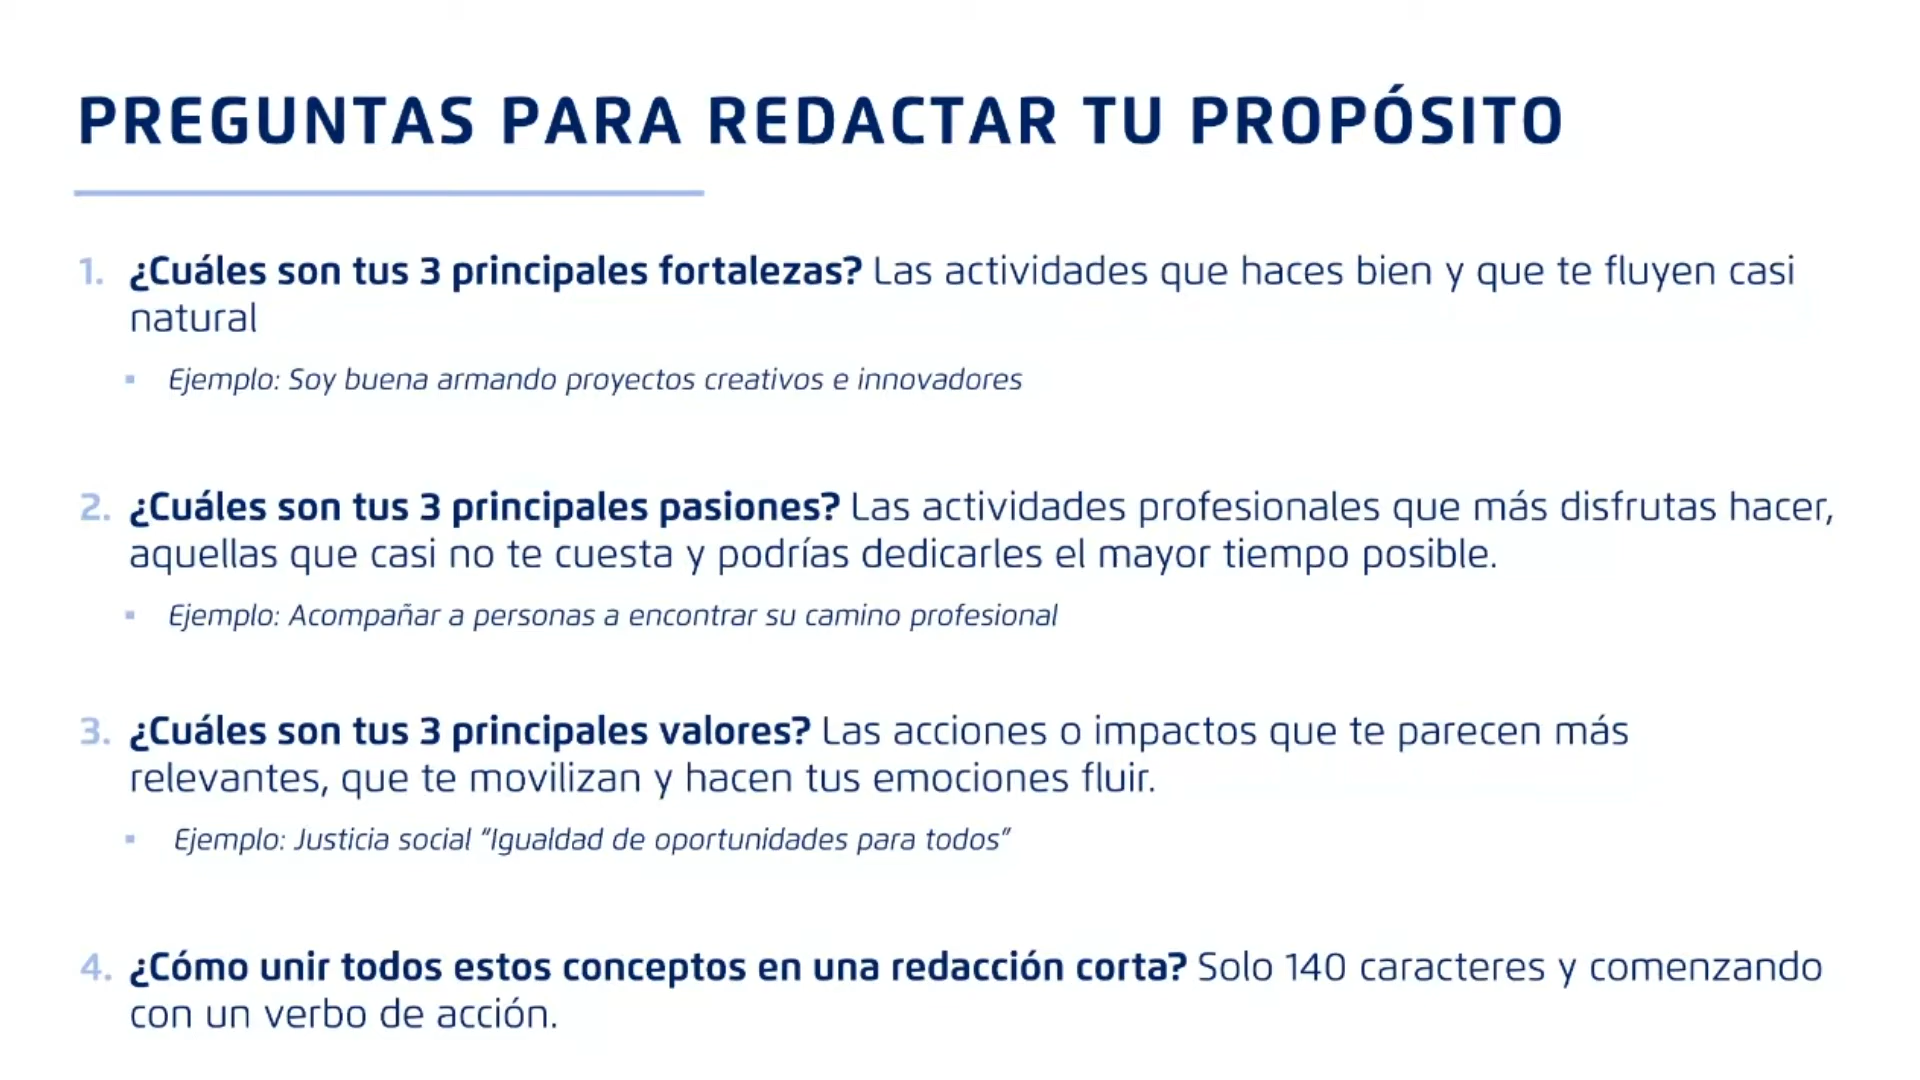 PREGUNTAS PARA REDACTAR TU PROPÓSITO
1. ¿Cuáles son tus 3 principales fortalezas? Las actividades que haces bien y que te fluyen casi
natural
▪ Ejemplo: Soy buena armando proyectos creativos e innovadores
2. ¿Cuáles son tus 3 principales pasiones? Las actividades profesionales que más disfrutas hacer,
aquellas que casi no te cuesta y podrías dedicarles el mayor tiempo posible.
▪ Ejemplo: Acompañar a personas a encontrar su camino profesional
3. ¿Cuáles son tus 3 principales valores? Las acciones o impactos que te parecen más
relevantes, que te movilizan y hacen tus emociones fluir.
▪ Ejemplo: Justicia social “Igualdad de oportunidades para todos”
4. ¿Cómo unir todos estos conceptos en una redacción corta? Solo 140 caracteres y comenzando
con un verbo de acción.